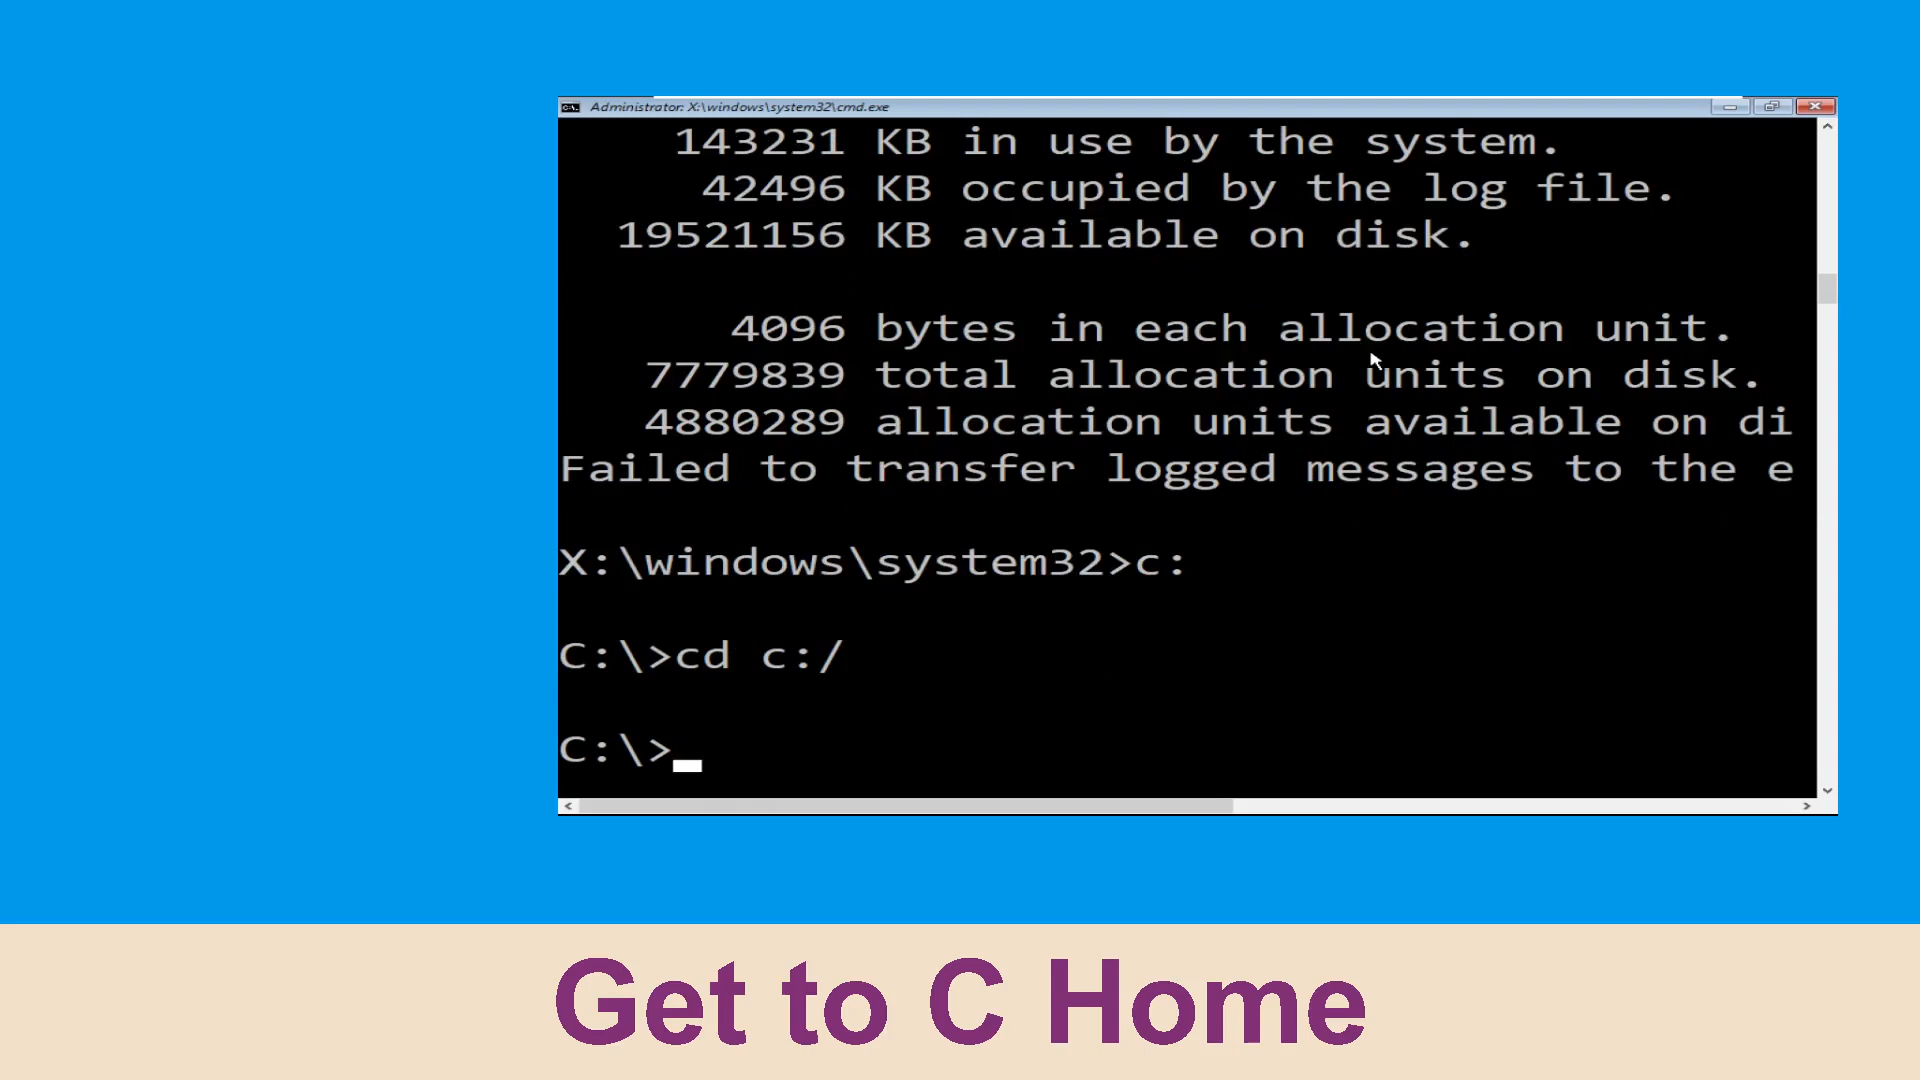 Administrator: X:\windows\system32\cmd.exe
143231 KB in use by the system.
42496 KB occupied by the log file.
19521156 KB available on disk.
4096 bytes in each allocation unit.
7779839 total allocation units on disk.
4880289 allocation units available on di
Failed to transfer logged messages to the e
X:\windows\system32>c:
C:\>cd c:/
C:\>
Get to C Home